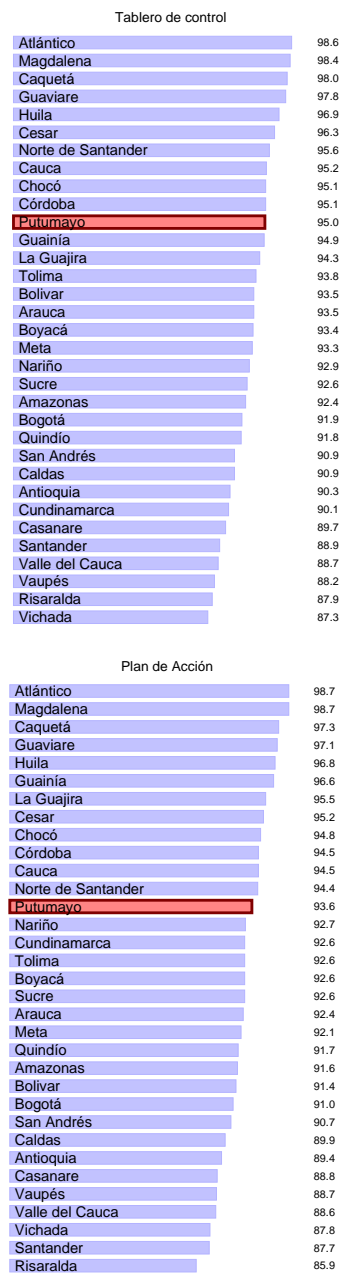 Tablero de control
Atlántico 98.6
Magdalena 98.4
Caquetá 98.0
Guaviare 97.8
Huila 96.9
Cesar 96.3
Norte de Santander 95.6
Cauca 95.2
Chocó 95.1
Córdoba 95.1
Putumayo 95.0
Guainía 94.9
La Guajira 94.3
Tolima 93.8
Bolivar 93.5
Arauca 93.5
Boyacá 93.4
Meta 93.3
Nariño 92.9
Sucre 92.6
Amazonas 92.4
Bogotá 91.9
Quindío 91.8
San Andrés 90.9
Caldas 90.9
Antioquia 90.3
Cundinamarca 90.1
Casanare 89.7
Santander 88.9
Valle del Cauca 88.7
Vaupés 88.2
Risaralda 87.9
Vichada 87.3
Plan de Acción
Atlántico 98.7
Magdalena 98.7
Caquetá 97.3
Guaviare 97.1
Huila 96.8
Guainía 96.6
La Guajira 95.5
Cesar 95.2
Chocó 94.8
Córdoba 94.5
Cauca 94.5
Norte de Santander 94.4
Putumayo 93.6
Nariño 92.7
Cundinamarca 92.6
Tolima 92.6
Boyacá 92.6
Sucre 92.6
Arauca 92.4
Meta 92.1
Quindío 91.7
Amazonas 91.6
Bolivar 91.4
Bogotá 91.0
San Andrés 90.7
Caldas 89.9
Antioquia 89.4
Casanare 88.8
Vaupés 88.7
Valle del Cauca 88.6
Vichada 87.8
Santander 87.7
Risaralda 85.9